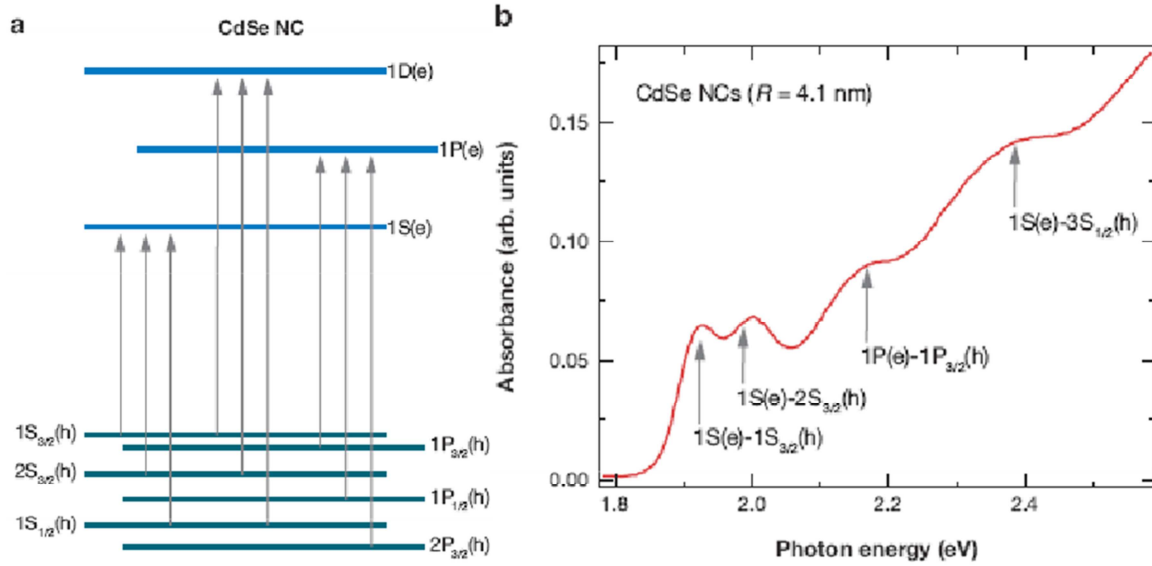 a
CdSe NC
1D(e)
1P(e)
1S(e)
1S3/2(h)
1P3/2(h)
2S3/2(h)
1P1/2(h)
1S1/2(h)
2P3/2(h)
b
CdSe NCs (R = 4.1 nm)
Absorbance (arb. units)
0.15
0.10
0.05
0.00
1S(e)-3S1/2(h)
1P(e)-1P3/2(h)
1S(e)-2S3/2(h)
1S(e)-1S3/2(h)
1.8 2.0 2.2 2.4
Photon energy (eV)